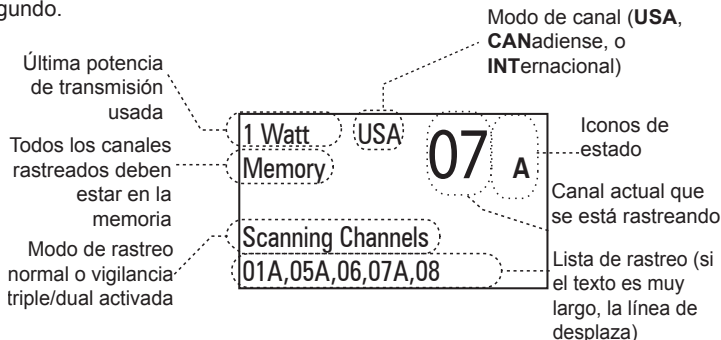 gundo.
Modo de canal (USA,
CANadiense, o
INTernacional)
Última potencia
de transmisión
usada
Todos los canales
rastreados deben
estar en la
memoria
Modo de rastreo
normal o vigilancia
triple/dual activada
1 Watt USA 07 A
Memory
Scanning Channels
01A,05A,06,07A,08
Iconos de
estado
Canal actual que
se está rastreando
Lista de rastreo (si
el texto es muy
largo, la línea de
desplaza)